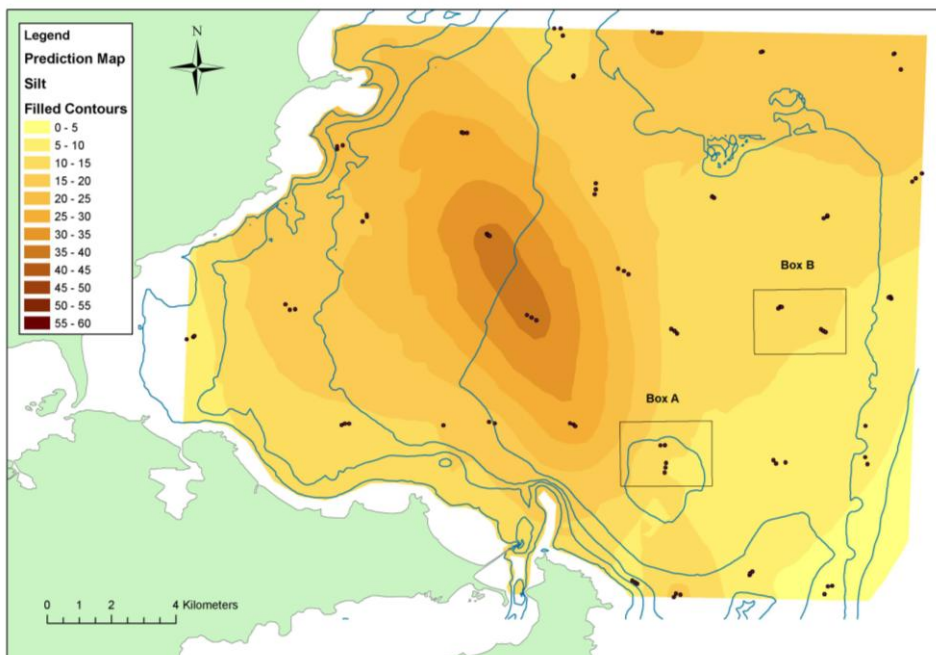 Legend
Prediction Map
Silt
Filled Contours
0 - 5
5 - 10
10 - 15
15 - 20
20 - 25
25 - 30
30 - 35
35 - 40
40 - 45
45 - 50
50 - 55
55 - 60
N
Box B
Box A
0 1 2 4 Kilometers